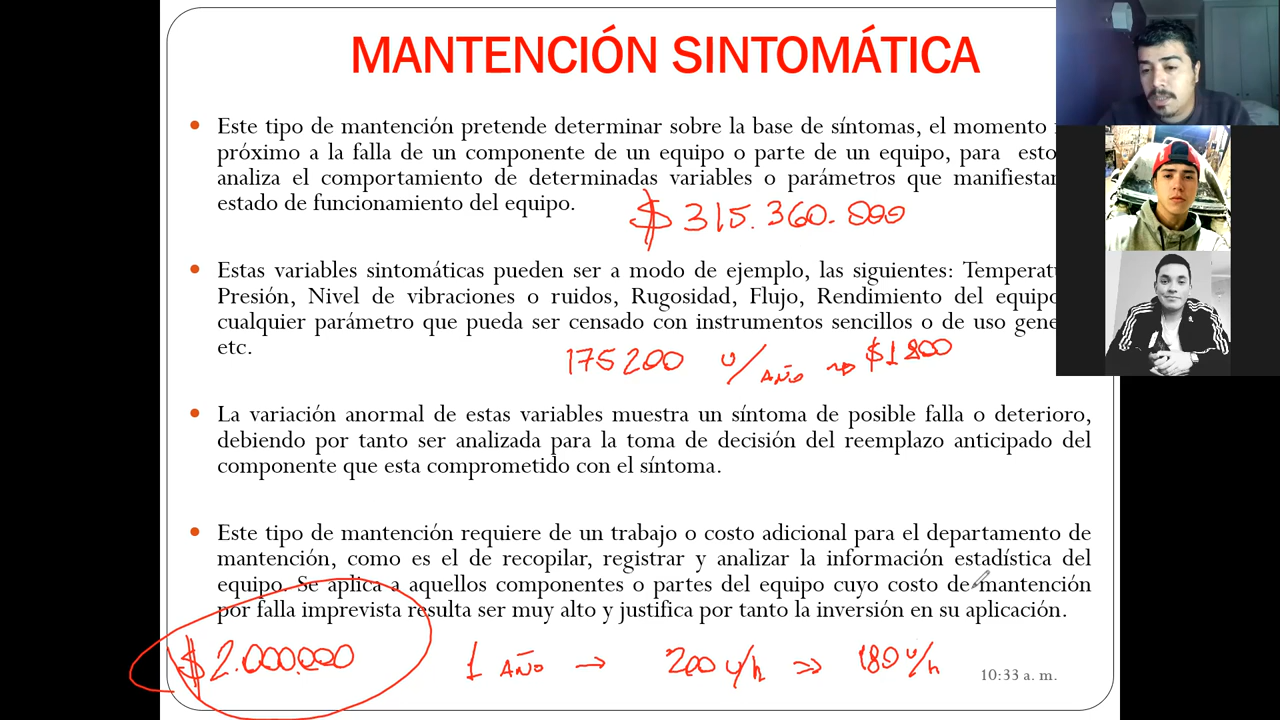 MANTENCIÓN SINTOMÁTICA
• Este tipo de mantención pretende determinar sobre la base de síntomas, el momento
próximo a la falla de un componente de un equipo o parte de un equipo, para esto
analiza el comportamiento de determinadas variables o parámetros que manifiestan
estado de funcionamiento del equipo.
$ 315.360.000
• Estas variables sintomáticas pueden ser a modo de ejemplo, las siguientes:
Presión, Nivel de vibraciones o ruidos, Rugosidad, Flujo, Rendimiento del equipo
cualquier parámetro que pueda ser censado con instrumentos sencillos o de uso
etc.
175200 u/AÑO → $1800
• La variación anormal de estas variables muestra un síntoma de posible falla o deterioro,
debiendo por tanto ser analizada para la toma de decisión del reemplazo anticipado del
componente que esta comprometido con el síntoma.
• Este tipo de mantención requiere de un trabajo o costo adicional para el departamento de
mantención, como es el de recopilar, registrar y analizar la información estadística del
equipo. Se aplica a aquellos componentes o partes del equipo cuyo costo de mantención
por falla imprevista resulta ser muy alto y justifica por tanto la inversión en su aplicación.
$ 2.000.000 1 AÑO → 200 u/h ⇒ 180 u/h
10:33 a. m.